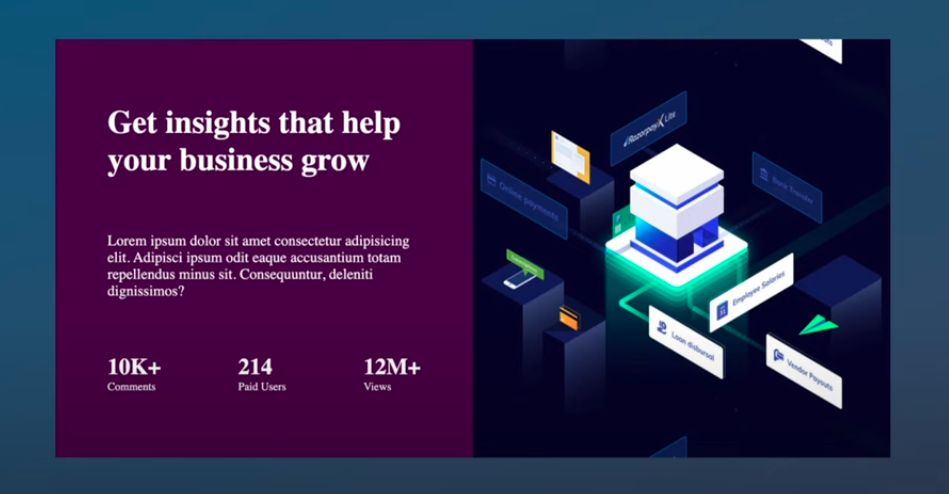 Get insights that help
your business grow
Lorem ipsum dolor sit amet consectetur adipisicing
elit. Adipisci ipsum odit eaque accusantium totam
repellendus minus sit. Consequuntur, deleniti
dignissimos?
10K+
Comments
214
Paid Users
12M+
Views
RazorpayX Lite
Online payments
Bank Transfer
Employee Salaries
Loan disbursal
Vendor Payouts